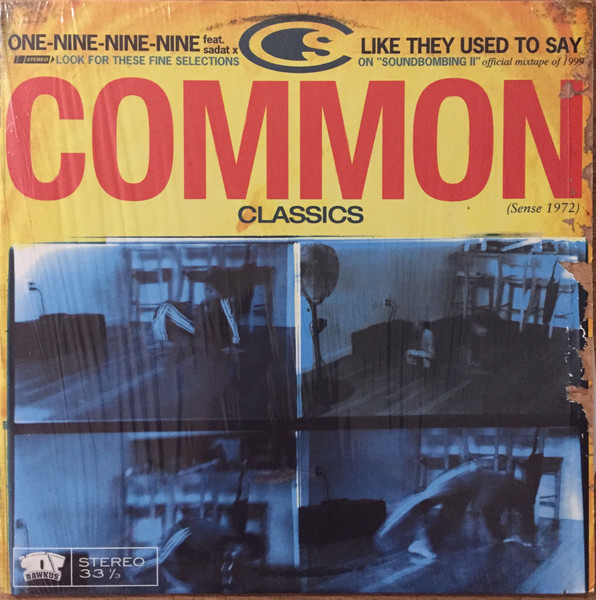 ONE-NINE-NINE-NINE feat. sadat x
CS
LIKE THEY USED TO SAY
STEREO LOOK FOR THESE FINE SELECTIONS
ON "SOUNDBOMBING II" official mixtape of 1999
COMMON
CLASSICS
(Sense 1972)
RAWKUS
STEREO
33 ⅓